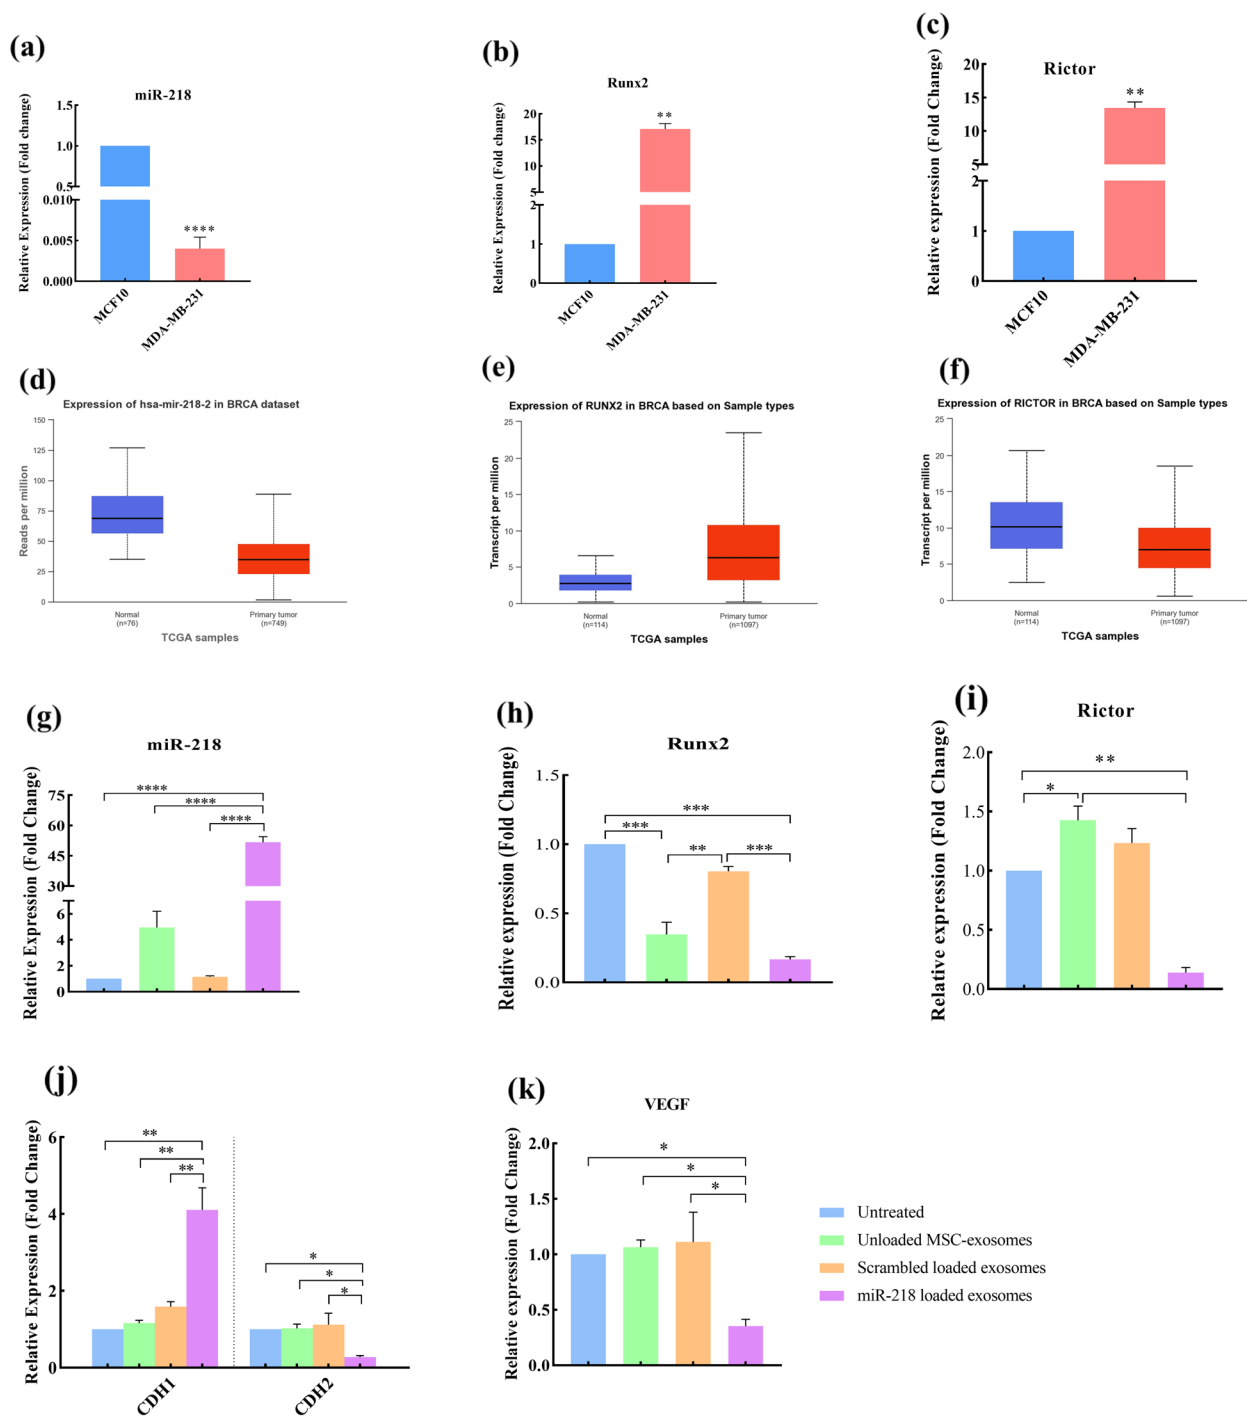 (a)
miR-218
Relative Expression (Fold change)
1.5
1.0
0.5
0.010
0.005
0.000
****
MCF10
MDA-MB-231
(b)
Runx2
Relative Expression (Fold change)
20
15
10
5
2
1
0
**
MCF10
MDA-MB-231
(c)
Rictor
Relative expression (Fold Change)
20
15
10
5
2
1
0
**
MCF10
MDA-MB-231
(d)
Expression of hsa-mir-218-2 in BRCA dataset
Reads per million
150
125
100
75
50
25
0
Normal
(n=76)
Primary tumor
(n=749)
TCGA samples
(e)
Expression of RUNX2 in BRCA based on Sample types
Transcript per million
25
20
15
10
5
0
Normal
(n=114)
Primary tumor
(n=1097)
TCGA samples
(f)
Expression of RICTOR in BRCA based on Sample types
Transcript per million
25
20
15
10
5
0
Normal
(n=114)
Primary tumor
(n=1097)
TCGA samples
(g)
miR-218
Relative Expression (Fold Change)
75
60
45
30
6
4
2
0
****
****
****
(h)
Runx2
Relative expression (Fold Change)
1.5
1.0
0.5
0.0
***
***
**
***
(i)
Rictor
Relative expression (Fold Change)
2.0
1.5
1.0
0.5
0.0
**
*
(j)
Relative Expression (Fold Change)
6
4
2
0
**
**
**
*
*
*
CDH1
CDH2
(k)
VEGF
Relative expression (Fold Change)
2.0
1.5
1.0
0.5
0.0
*
*
*
Untreated
Unloaded MSC-exosomes
Scrambled loaded exosomes
miR-218 loaded exosomes